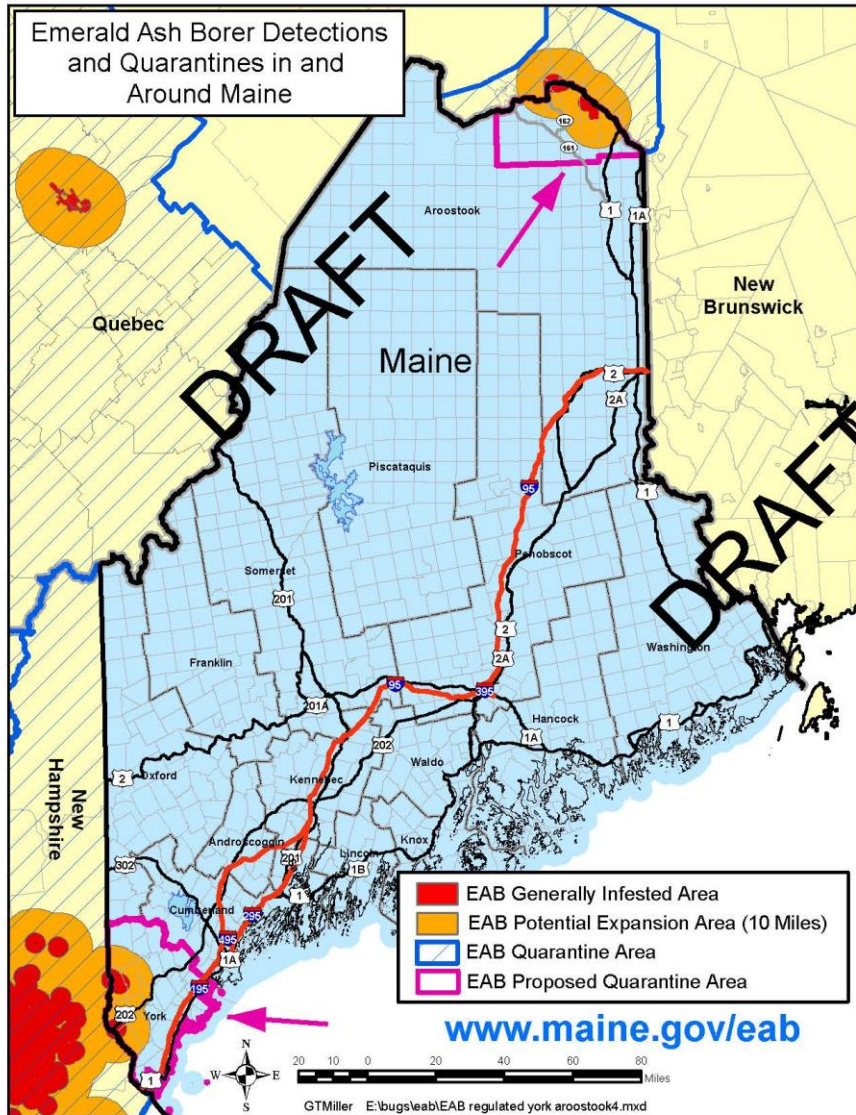 Emerald Ash Borer Detections
and Quarantines in and
Around Maine
162
161
Aroostook
1
1A
DRAFT
New
Brunswick
Quebec
Maine
2
2A
DRAFT
Piscataquis
95
1
Penobscot
Somerset
201
2
Washington
Franklin
2A
95
395
201A
Hancock
1
202
1A
Waldo
2
Oxford
Kennebec
New
Hampshire
Androscoggin
Knox
201
Lincoln
302
1B
1
Cumberland
295
495
1A
195
York
202
1
EAB Generally Infested Area
EAB Potential Expansion Area (10 Miles)
EAB Quarantine Area
EAB Proposed Quarantine Area
www.maine.gov/eab
N
W E
S
20 10 0 20 40 60 80
Miles
GTMiller E:\bugs\eab\EAB regulated york aroostook4.mxd